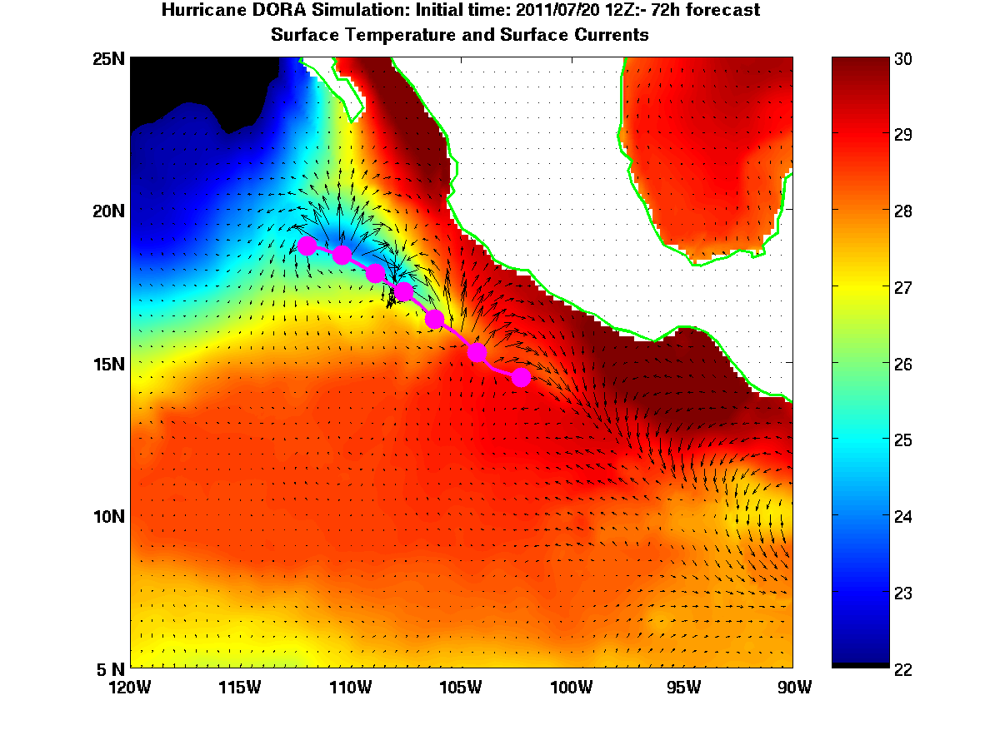 Hurricane DORA Simulation: Initial time: 2011/07/20 12Z:- 72h forecast
Surface Temperature and Surface Currents
25N
20N
15N
10N
5 N
120W 115W 110W 105W 100W 95W 90W
30
29
28
27
26
25
24
23
22